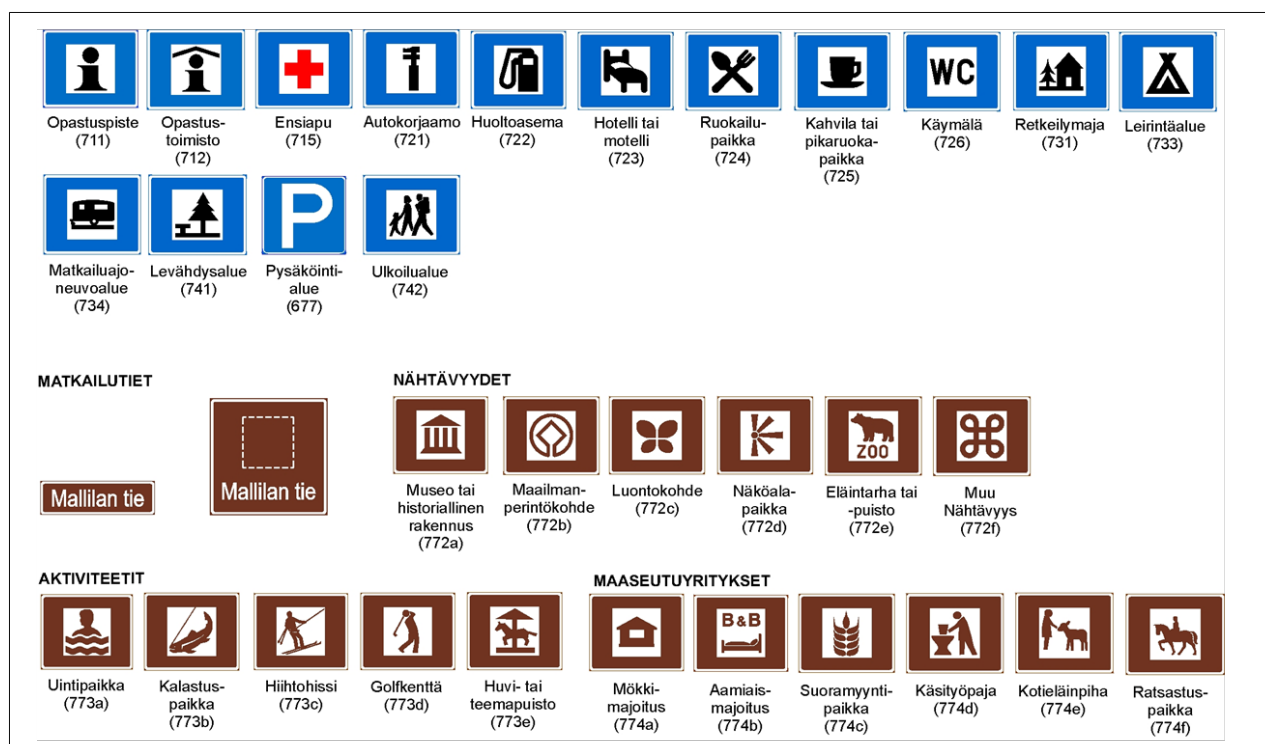 WC
Opastuspiste
(711)
Opastus-
toimisto
(712)
Ensiapu
(715)
Autokorjaamo
(721)
Huoltoasema
(722)
Hotelli tai
motelli
(723)
Ruokailu-
paikka
(724)
Kahvila tai
pikaruoka-
paikka
(725)
Käymälä
(726)
Retkeilymaja
(731)
Leirintäalue
(733)
P
Matkailuajo-
neuvoalue
(734)
Levähdysalue
(741)
Pysäköinti-
alue
(677)
Ulkoilualue
(742)
MATKAILUTIET
Mallilan tie
Mallilan tie
NÄHTÄVYYDET
ZOO
Museo tai
historiallinen
rakennus
(772a)
Maailman-
perintökohde
(772b)
Luontokohde
(772c)
Näköala-
paikka
(772d)
Eläintarha tai
-puisto
(772e)
Muu
Nähtävyys
(772f)
AKTIVITEETIT
Uintipaikka
(773a)
Kalastus-
paikka
(773b)
Hiihtohissi
(773c)
Golfkenttä
(773d)
Huvi- tai
teemapuisto
(773e)
MAASEUTUYRITYKSET
B&B
Mökki-
majoitus
(774a)
Aamiais-
majoitus
(774b)
Suoramyynti-
paikka
(774c)
Käsityöpaja
(774d)
Kotieläinpiha
(774e)
Ratsastus-
paikka
(774f)